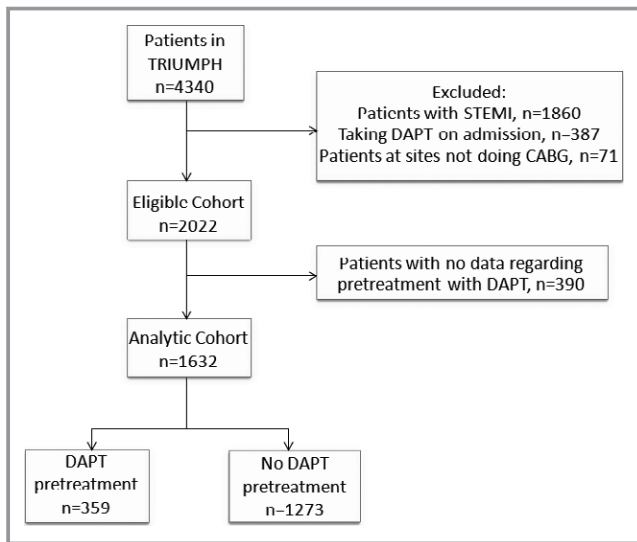 Patients in
TRIUMPH
n=4340
Excluded:
Patients with STEMI, n=1860
Taking DAPT on admission, n=387
Patients at sites not doing CABG, n=71
Eligible Cohort
n=2022
Patients with no data regarding
pretreatment with DAPT, n=390
Analytic Cohort
n=1632
DAPT
pretreatment
n=359
No DAPT
pretreatment
n=1273